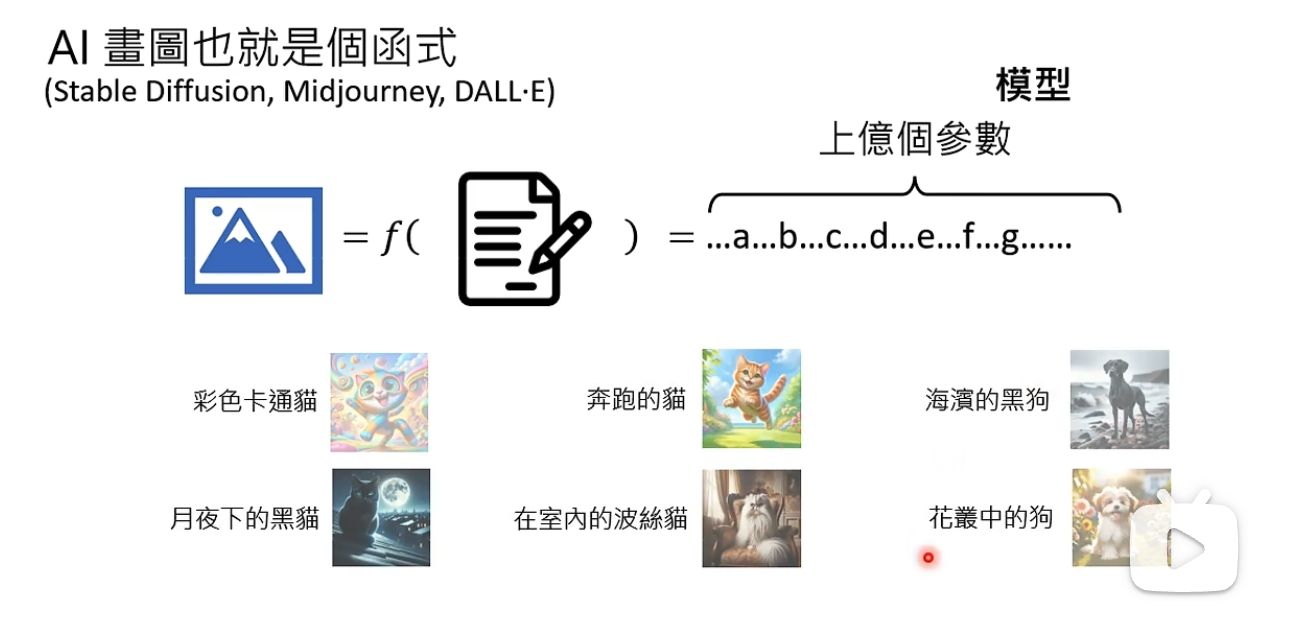 AI 畫圖也就是個函式
(Stable Diffusion, Midjourney, DALL·E)
模型
上億個參數
= f( ) = ...a...b...c...d...e...f...g......
彩色卡通貓
奔跑的貓
海濱的黑狗
月夜下的黑貓
在室內的波絲貓
花叢中的狗